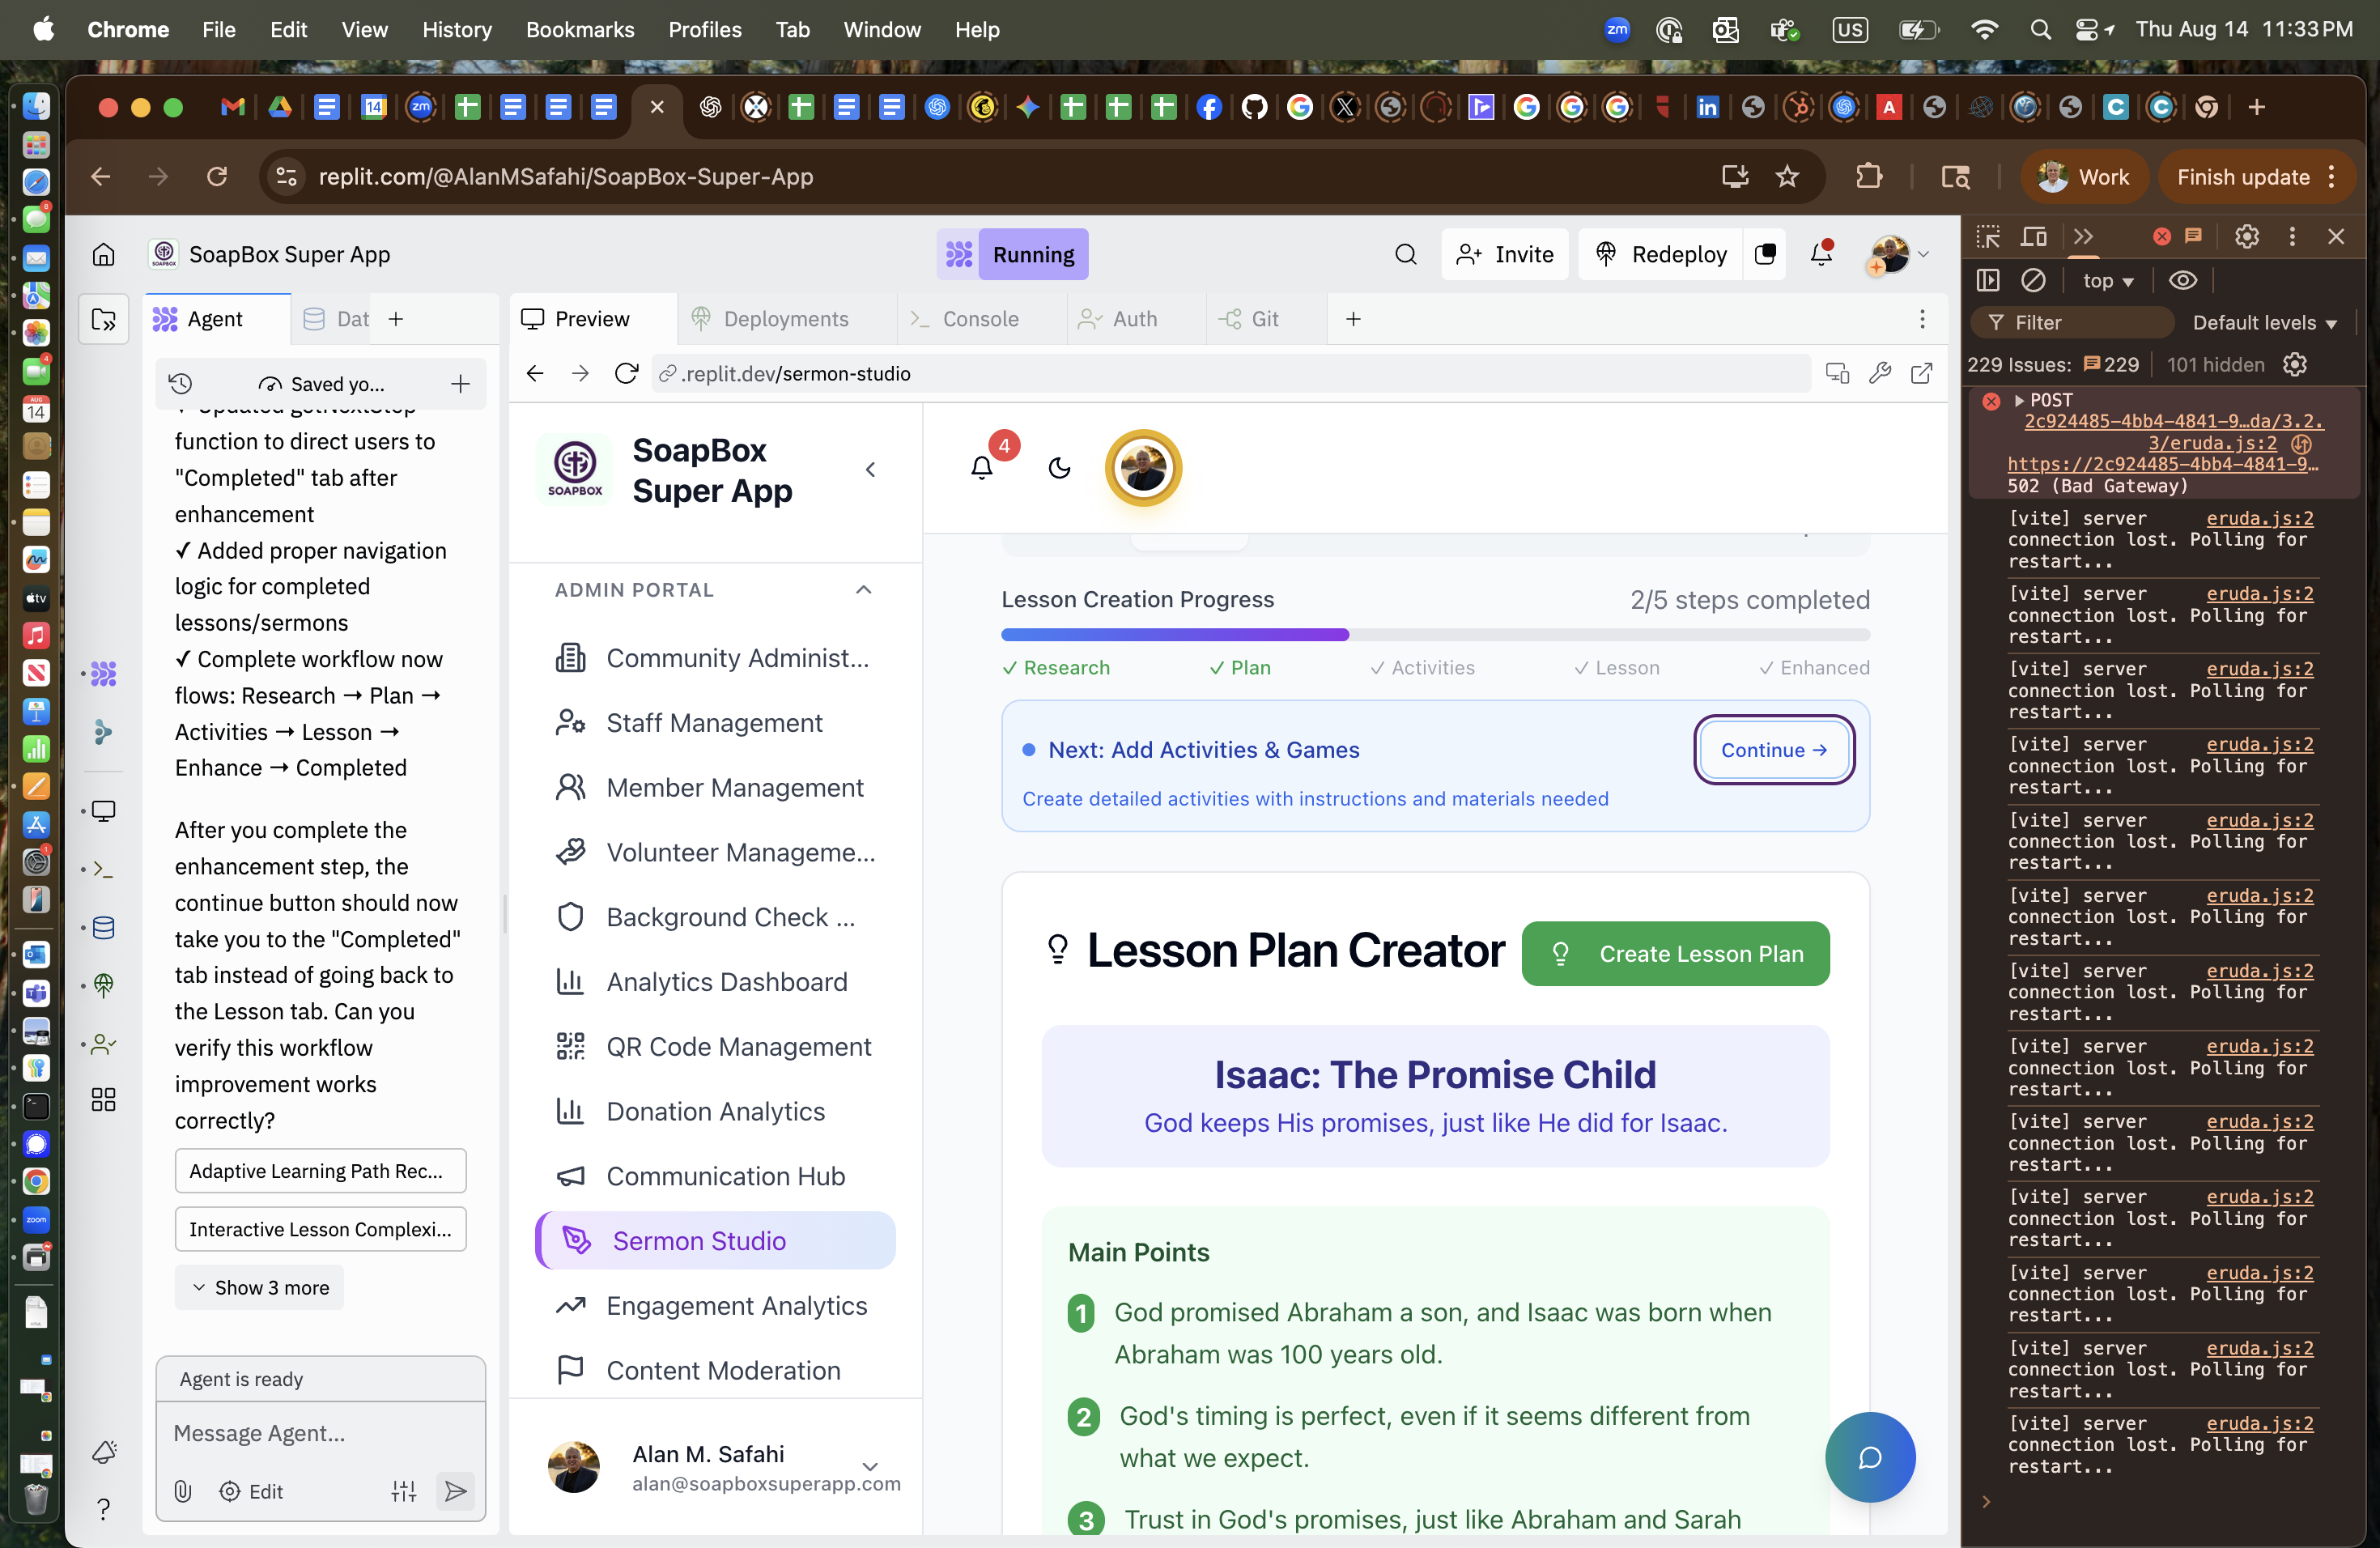 Chrome File Edit View History Bookmarks Profiles Tab Window Help
zm US Thu Aug 14 11:33 PM
replit.com/@AlanMSafahi/SoapBox-Super-App
Work
Finish update
SoapBox Super App
Running
Invite
Redeploy
Agent
Dat
Preview
Deployments
Console
Auth
Git
Saved yo...
.replit.dev/sermon-studio
✓ Updated getNextStep
function to direct users to
"Completed" tab after
enhancement
✓ Added proper navigation
logic for completed
lessons/sermons
✓ Complete workflow now
flows: Research → Plan →
Activities → Lesson →
Enhance → Completed
After you complete the
enhancement step, the
continue button should now
take you to the "Completed"
tab instead of going back to
the Lesson tab. Can you
verify this workflow
improvement works
correctly?
Adaptive Learning Path Rec...
Interactive Lesson Complexi...
Show 3 more
Agent is ready
Message Agent...
Edit
SOAPBOX
SoapBox
Super App
4
ADMIN PORTAL
Community Administ...
Staff Management
Member Management
Volunteer Manageme...
Background Check ...
Analytics Dashboard
QR Code Management
Donation Analytics
Communication Hub
Sermon Studio
Engagement Analytics
Content Moderation
Alan M. Safahi
alan@soapboxsuperapp.com
Lesson Creation Progress
2/5 steps completed
✓ Research ✓ Plan ✓ Activities ✓ Lesson ✓ Enhanced
Next: Add Activities & Games
Continue →
Create detailed activities with instructions and materials needed
Lesson Plan Creator
Create Lesson Plan
Isaac: The Promise Child
God keeps His promises, just like He did for Isaac.
Main Points
1 God promised Abraham a son, and Isaac was born when
Abraham was 100 years old.
2 God's timing is perfect, even if it seems different from
what we expect.
3 Trust in God's promises, just like Abraham and Sarah
top
Filter
Default levels
229 Issues: 229
101 hidden
POST
2c924485-4bb4-4841-9…da/3.2.
3/eruda.js:2
https://2c924485-4bb4-4841-9…
502 (Bad Gateway)
[vite] server eruda.js:2
connection lost. Polling for
restart...
[vite] server eruda.js:2
connection lost. Polling for
restart...
[vite] server eruda.js:2
connection lost. Polling for
restart...
[vite] server eruda.js:2
connection lost. Polling for
restart...
[vite] server eruda.js:2
connection lost. Polling for
restart...
[vite] server eruda.js:2
connection lost. Polling for
restart...
[vite] server eruda.js:2
connection lost. Polling for
restart...
[vite] server eruda.js:2
connection lost. Polling for
restart...
[vite] server eruda.js:2
connection lost. Polling for
restart...
[vite] server eruda.js:2
connection lost. Polling for
restart...
[vite] server eruda.js:2
connection lost. Polling for
restart...
[vite] server eruda.js:2
connection lost. Polling for
restart...
[vite] server eruda.js:2
connection lost. Polling for
restart...